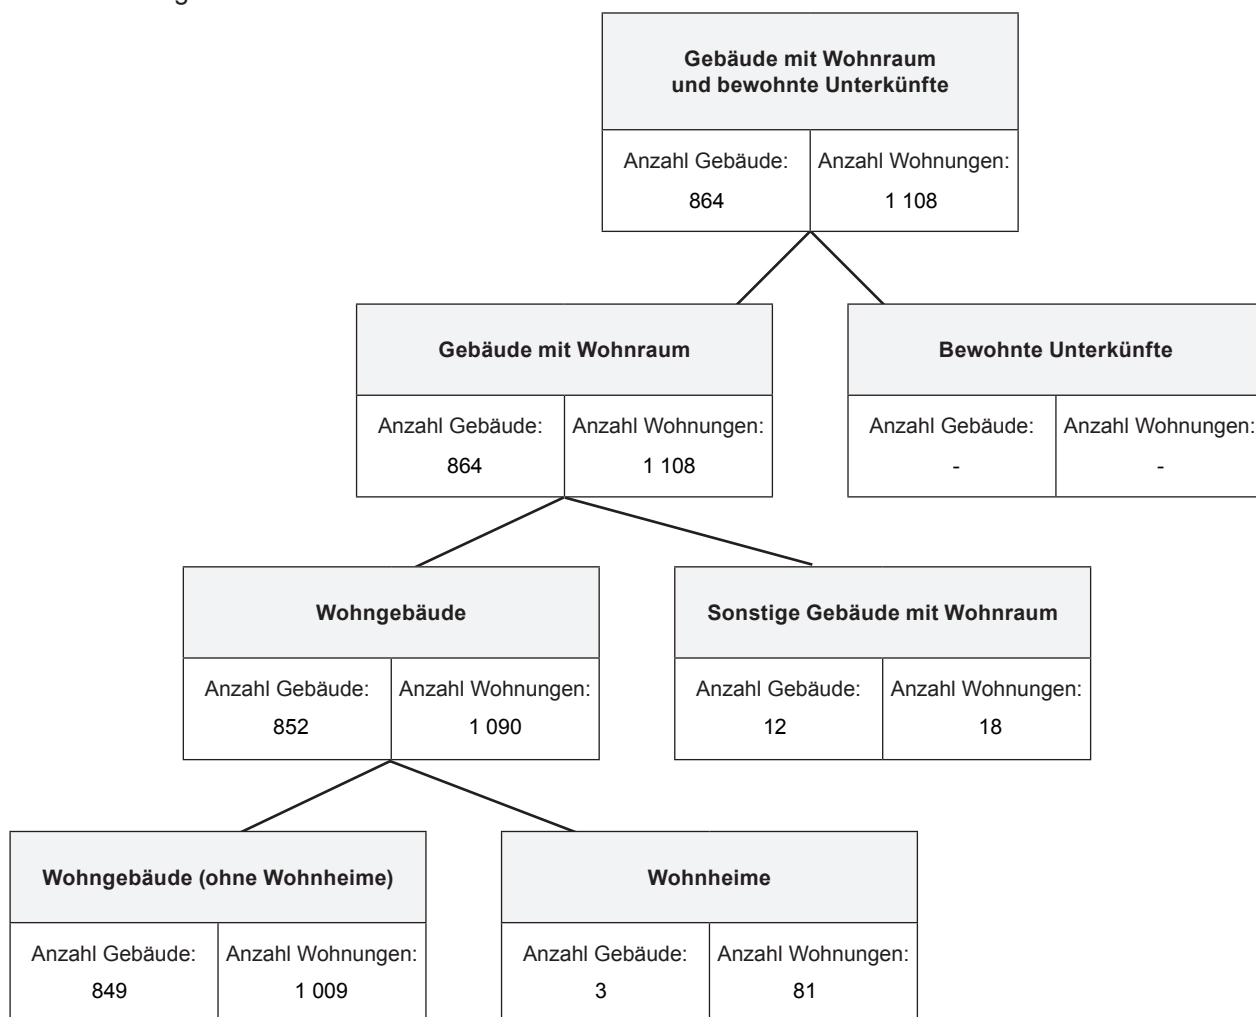 Gebäude mit Wohnraum
und bewohnte Unterkünfte
Anzahl Gebäude:
864
Anzahl Wohnungen:
1 108
Gebäude mit Wohnraum
Anzahl Gebäude:
864
Anzahl Wohnungen:
1 108
Bewohnte Unterkünfte
Anzahl Gebäude:
-
Anzahl Wohnungen:
-
Wohngebäude
Anzahl Gebäude:
852
Anzahl Wohnungen:
1 090
Sonstige Gebäude mit Wohnraum
Anzahl Gebäude:
12
Anzahl Wohnungen:
18
Wohngebäude (ohne Wohnheime)
Anzahl Gebäude:
849
Anzahl Wohnungen:
1 009
Wohnheime
Anzahl Gebäude:
3
Anzahl Wohnungen:
81